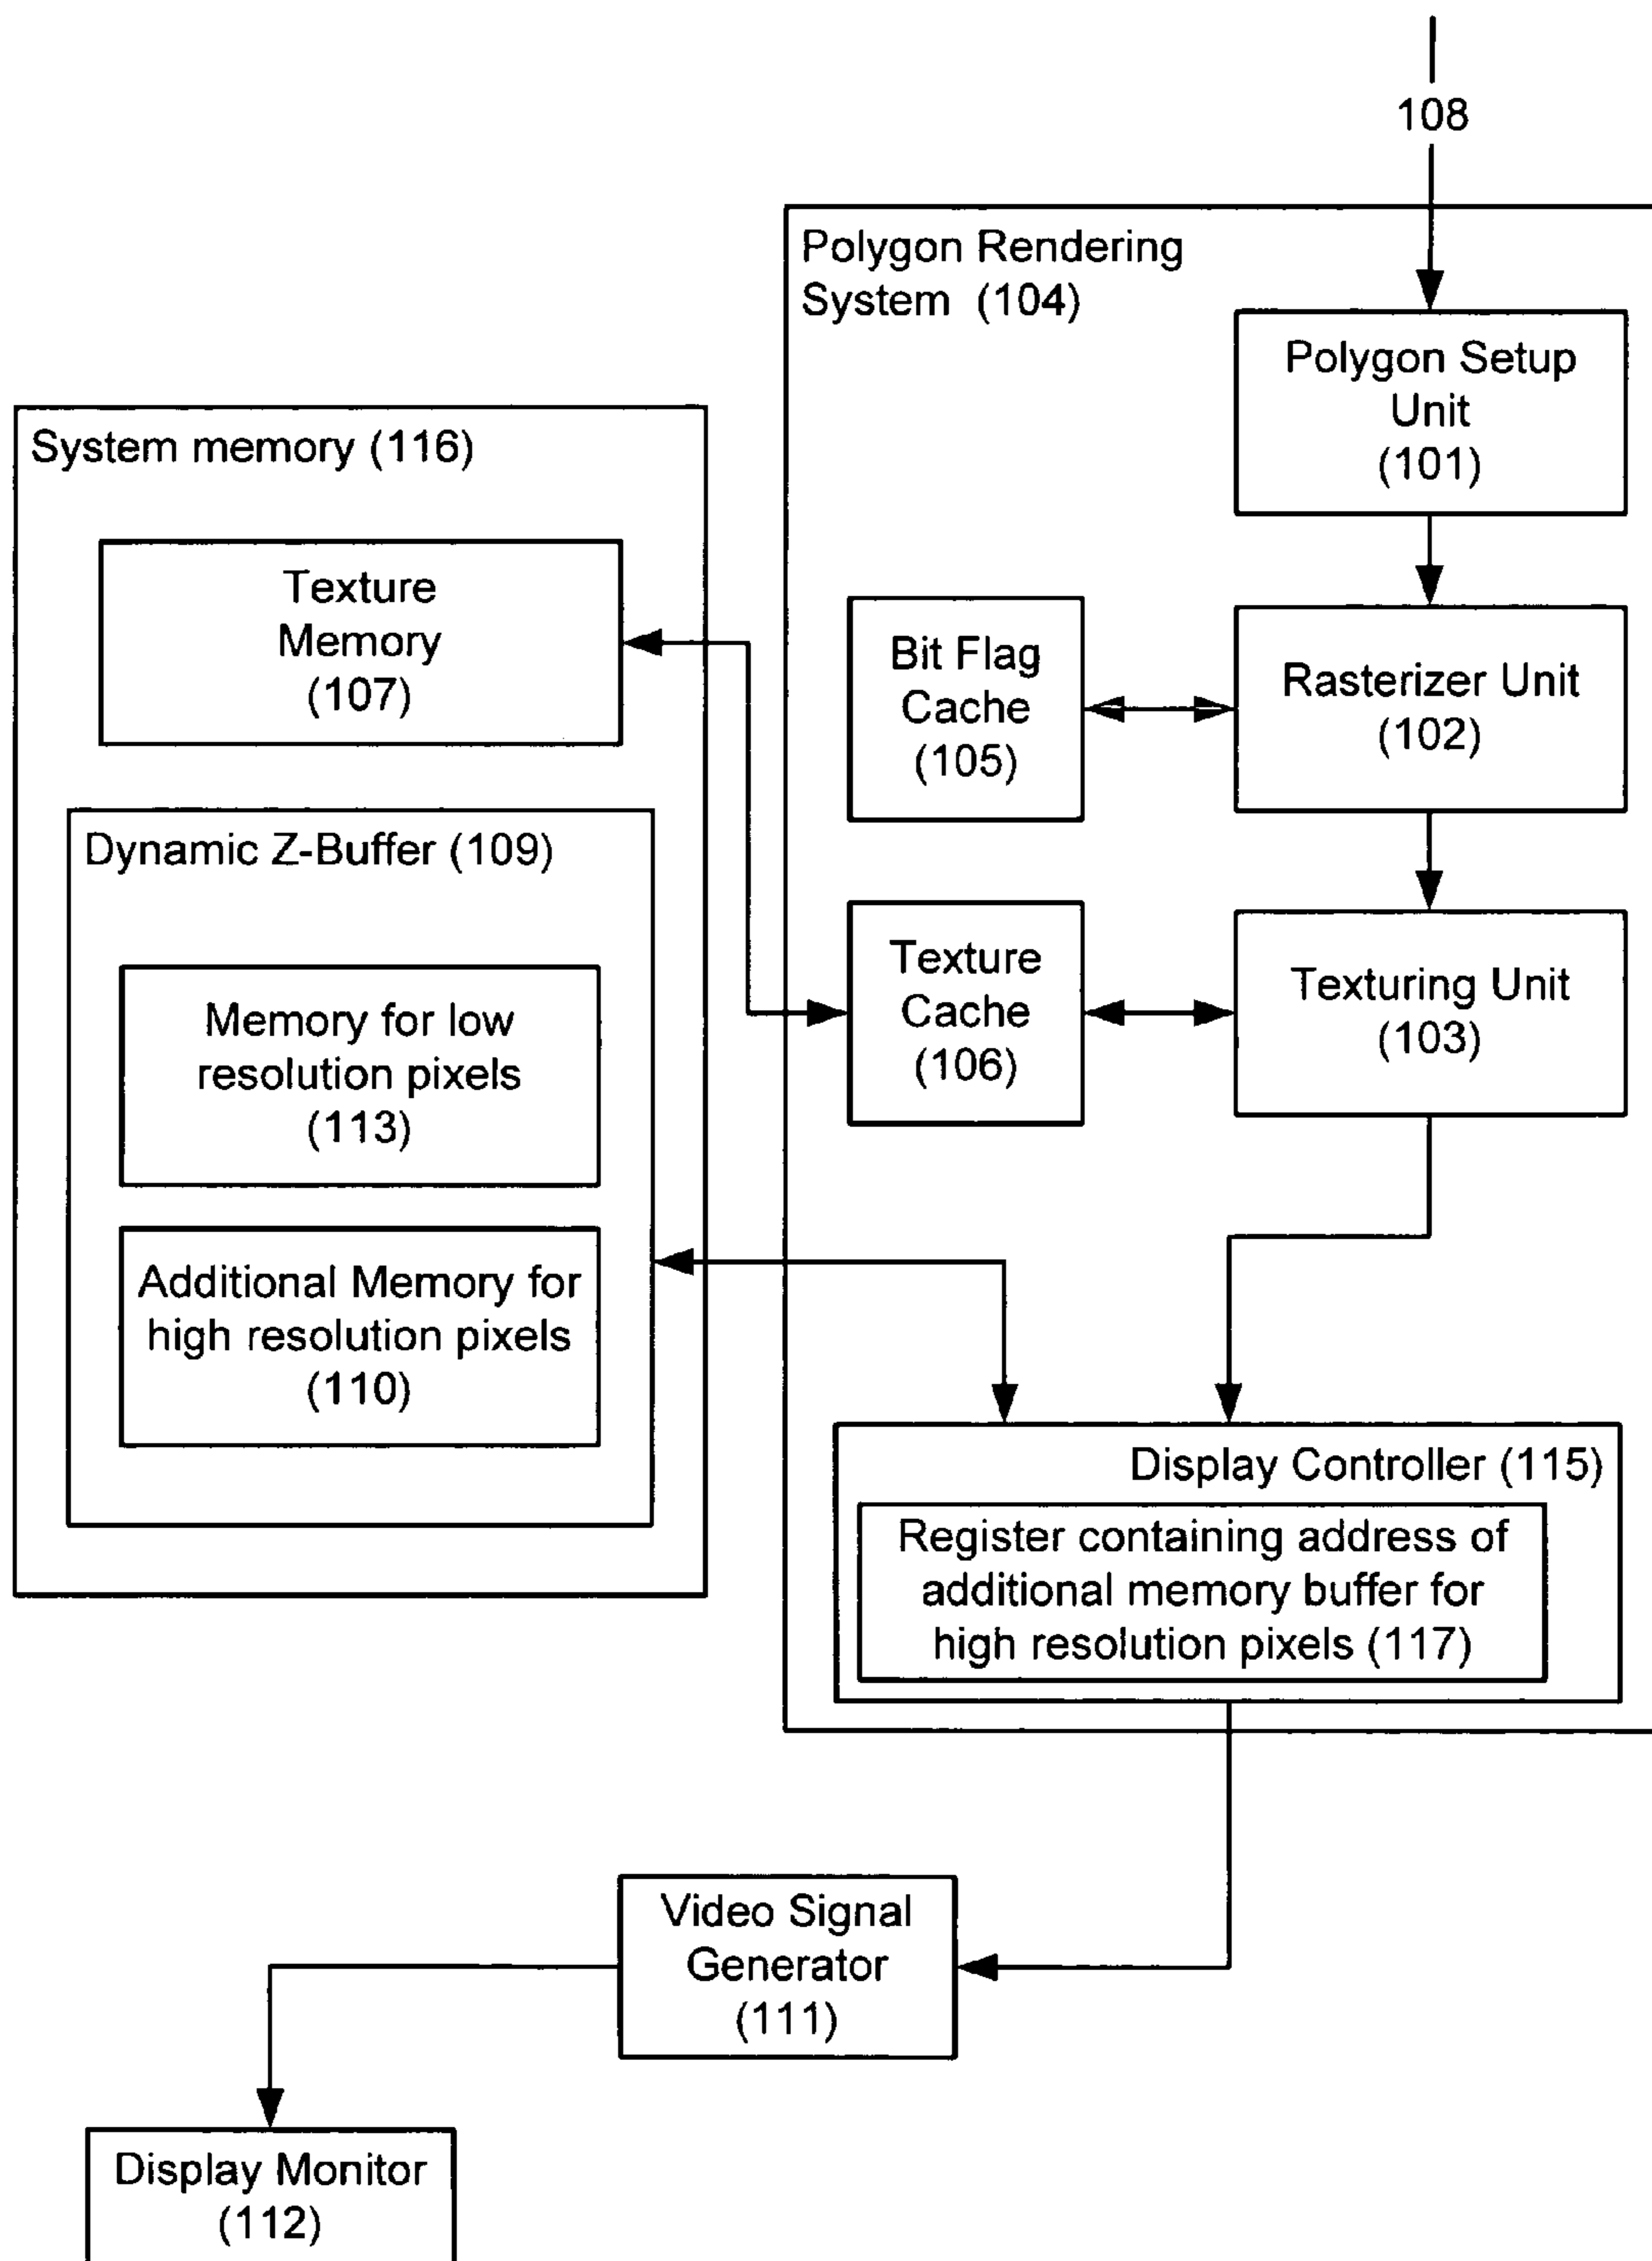 108
Polygon Rendering
System (104)
Polygon Setup
Unit
(101)
System memory (116)
Texture
Memory
(107)
Bit Flag
Cache
(105)
Rasterizer Unit
(102)
Dynamic Z-Buffer (109)
Texture
Cache
(106)
Texturing Unit
(103)
Memory for low
resolution pixels
(113)
Additional Memory for
high resolution pixels
(110)
Display Controller (115)
Register containing address of
additional memory buffer for
high resolution pixels (117)
Video Signal
Generator
(111)
Display Monitor
(112)